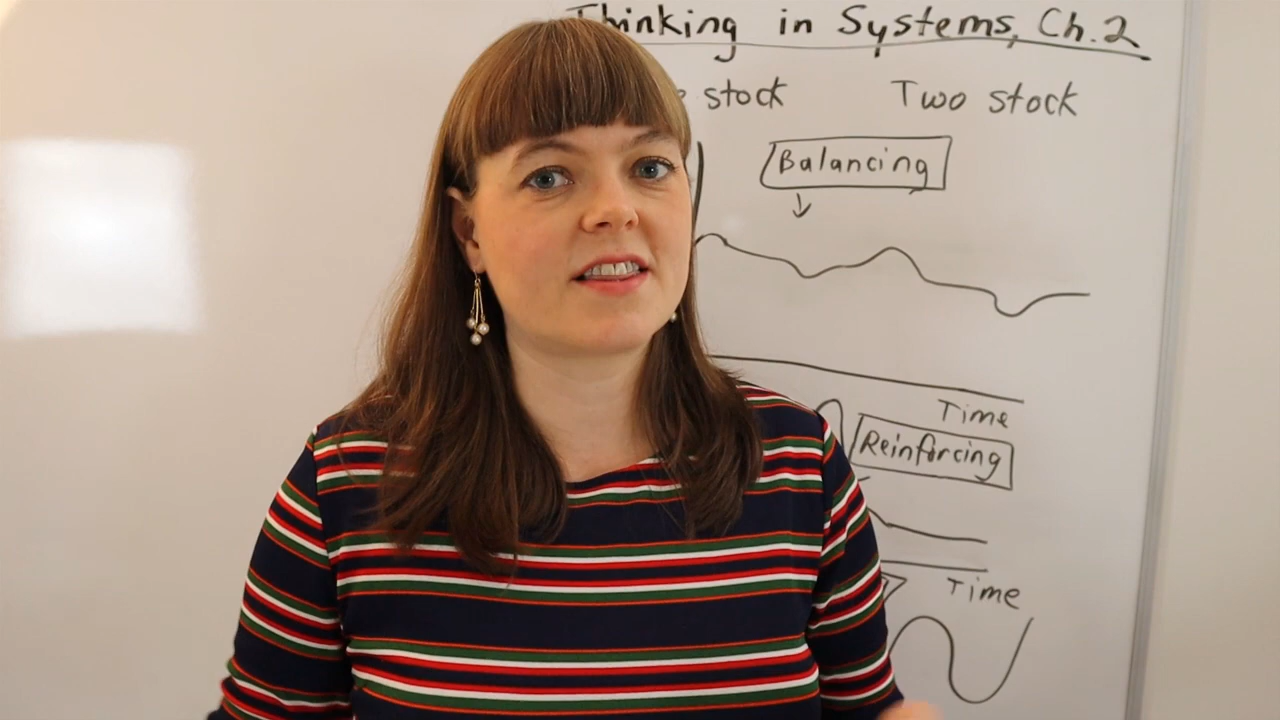 Thinking in Systems, Ch.2
stock
Two stock
Balancing
Time
Reinforcing
Time